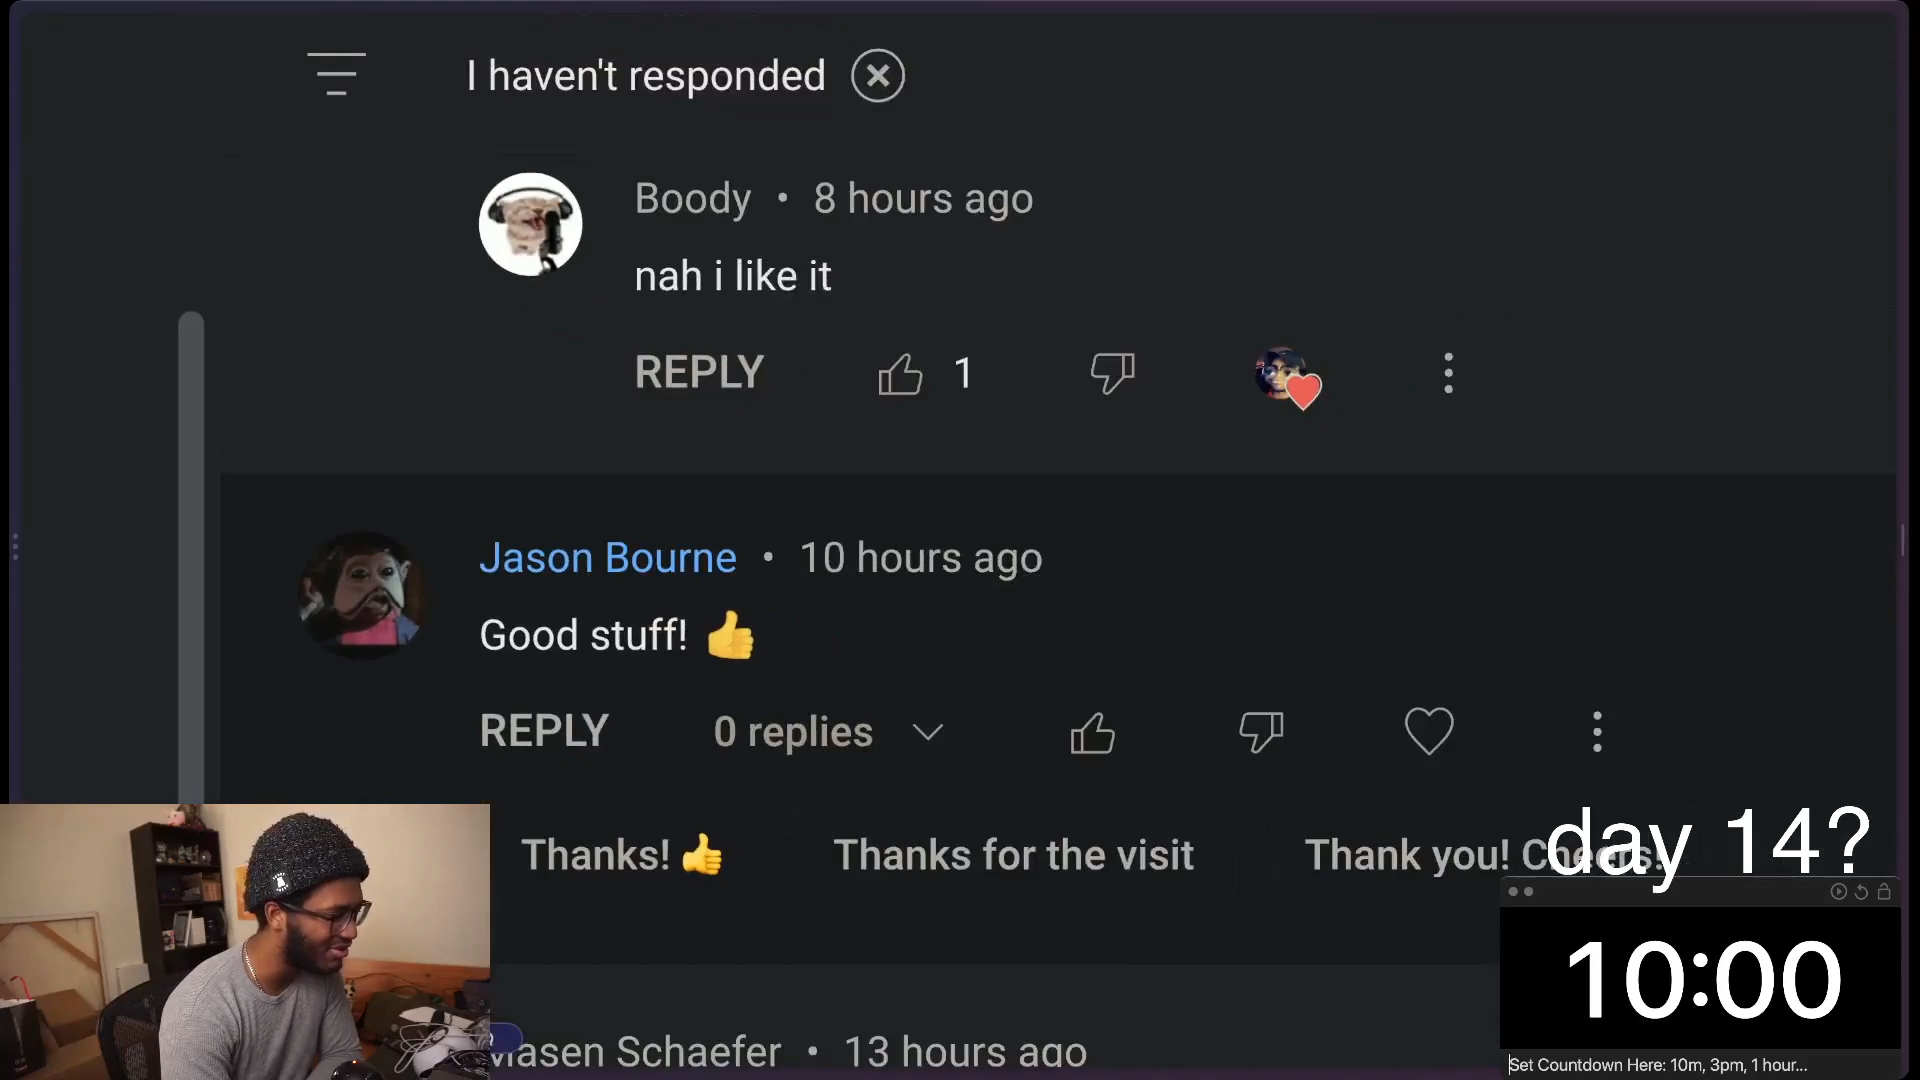 I haven't responded
Boody • 8 hours ago
nah i like it
REPLY 1
Jason Bourne • 10 hours ago
Good stuff! 👍
REPLY 0 replies
Thanks! 👍 Thanks for the visit Thank you! Cheers!
day 14?
10:00
Masen Schaefer • 13 hours ago
Set Countdown Here: 10m, 3pm, 1 hour...